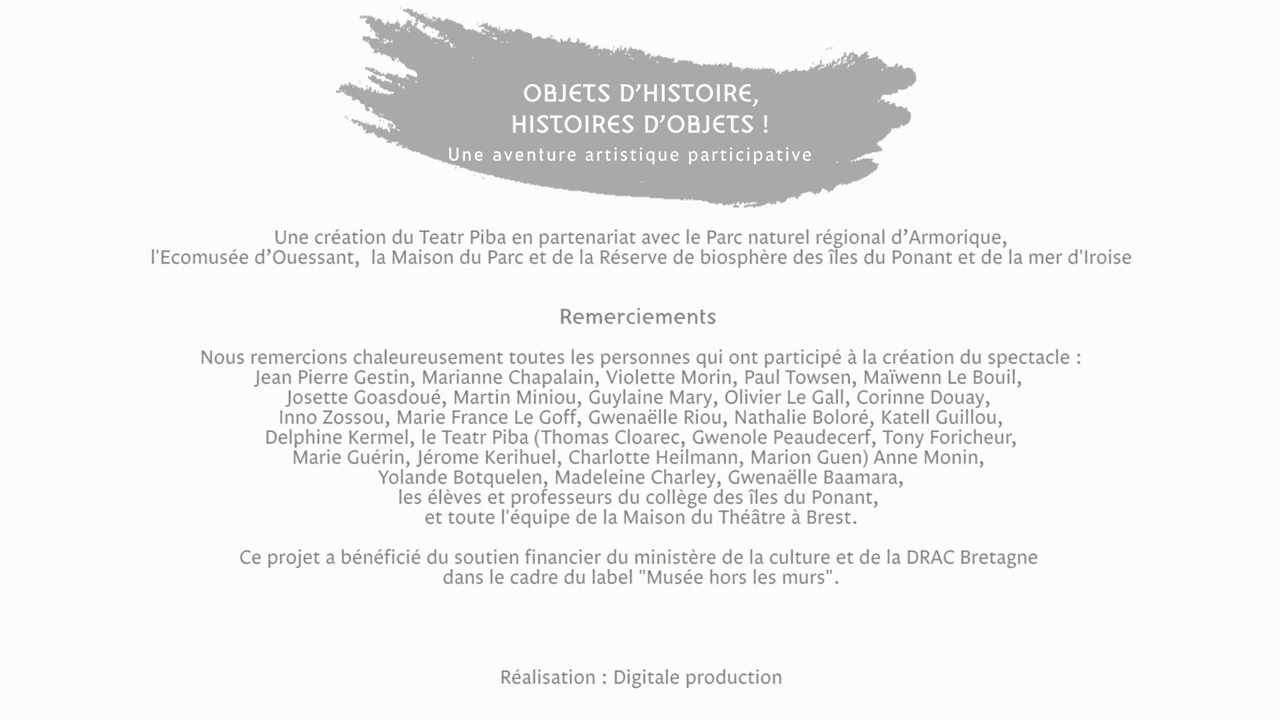 OBJETS D’HISTOIRE,
HISTOIRES D’OBJETS !
Une aventure artistique participative
Une création du Teatr Piba en partenariat avec le Parc naturel régional d’Armorique,
l'Ecomusée d’Ouessant,  la Maison du Parc et de la Réserve de biosphère des îles du Ponant et de la mer d'Iroise
Remerciements
Nous remercions chaleureusement toutes les personnes qui ont participé à la création du spectacle :
Jean Pierre Gestin, Marianne Chapalain, Violette Morin, Paul Towsen, Maïwenn Le Bouil,
Josette Goasdoué, Martin Miniou, Guylaine Mary, Olivier Le Gall, Corinne Douay,
Inno Zossou, Marie France Le Goff, Gwenaëlle Riou, Nathalie Boloré, Katell Guillou,
Delphine Kermel, le Teatr Piba (Thomas Cloarec, Gwenole Peaudecerf, Tony Foricheur,
Marie Guérin, Jérome Kerihuel, Charlotte Heilmann, Marion Guen) Anne Monin,
Yolande Botquelen, Madeleine Charley, Gwenaëlle Baamara,
les élèves et professeurs du collège des îles du Ponant,
et toute l'équipe de la Maison du Théâtre à Brest.
Ce projet a bénéficié du soutien financier du ministère de la culture et de la DRAC Bretagne
dans le cadre du label "Musée hors les murs".
Réalisation : Digitale production